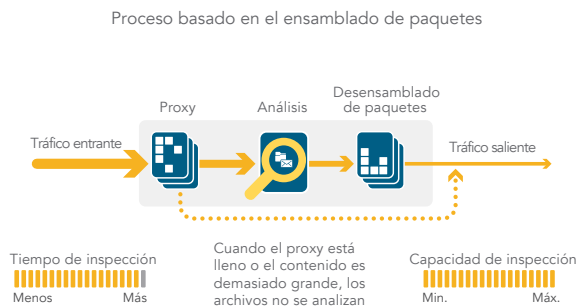 Proceso basado en el ensamblado de paquetes
Proxy
Análisis
Desensamblado
de paquetes
Tráfico entrante
Tráfico saliente
Tiempo de inspección
Menos
Más
Cuando el proxy está
lleno o el contenido es
demasiado grande, los
archivos no se analizan
Capacidad de inspección
Min.
Máx.